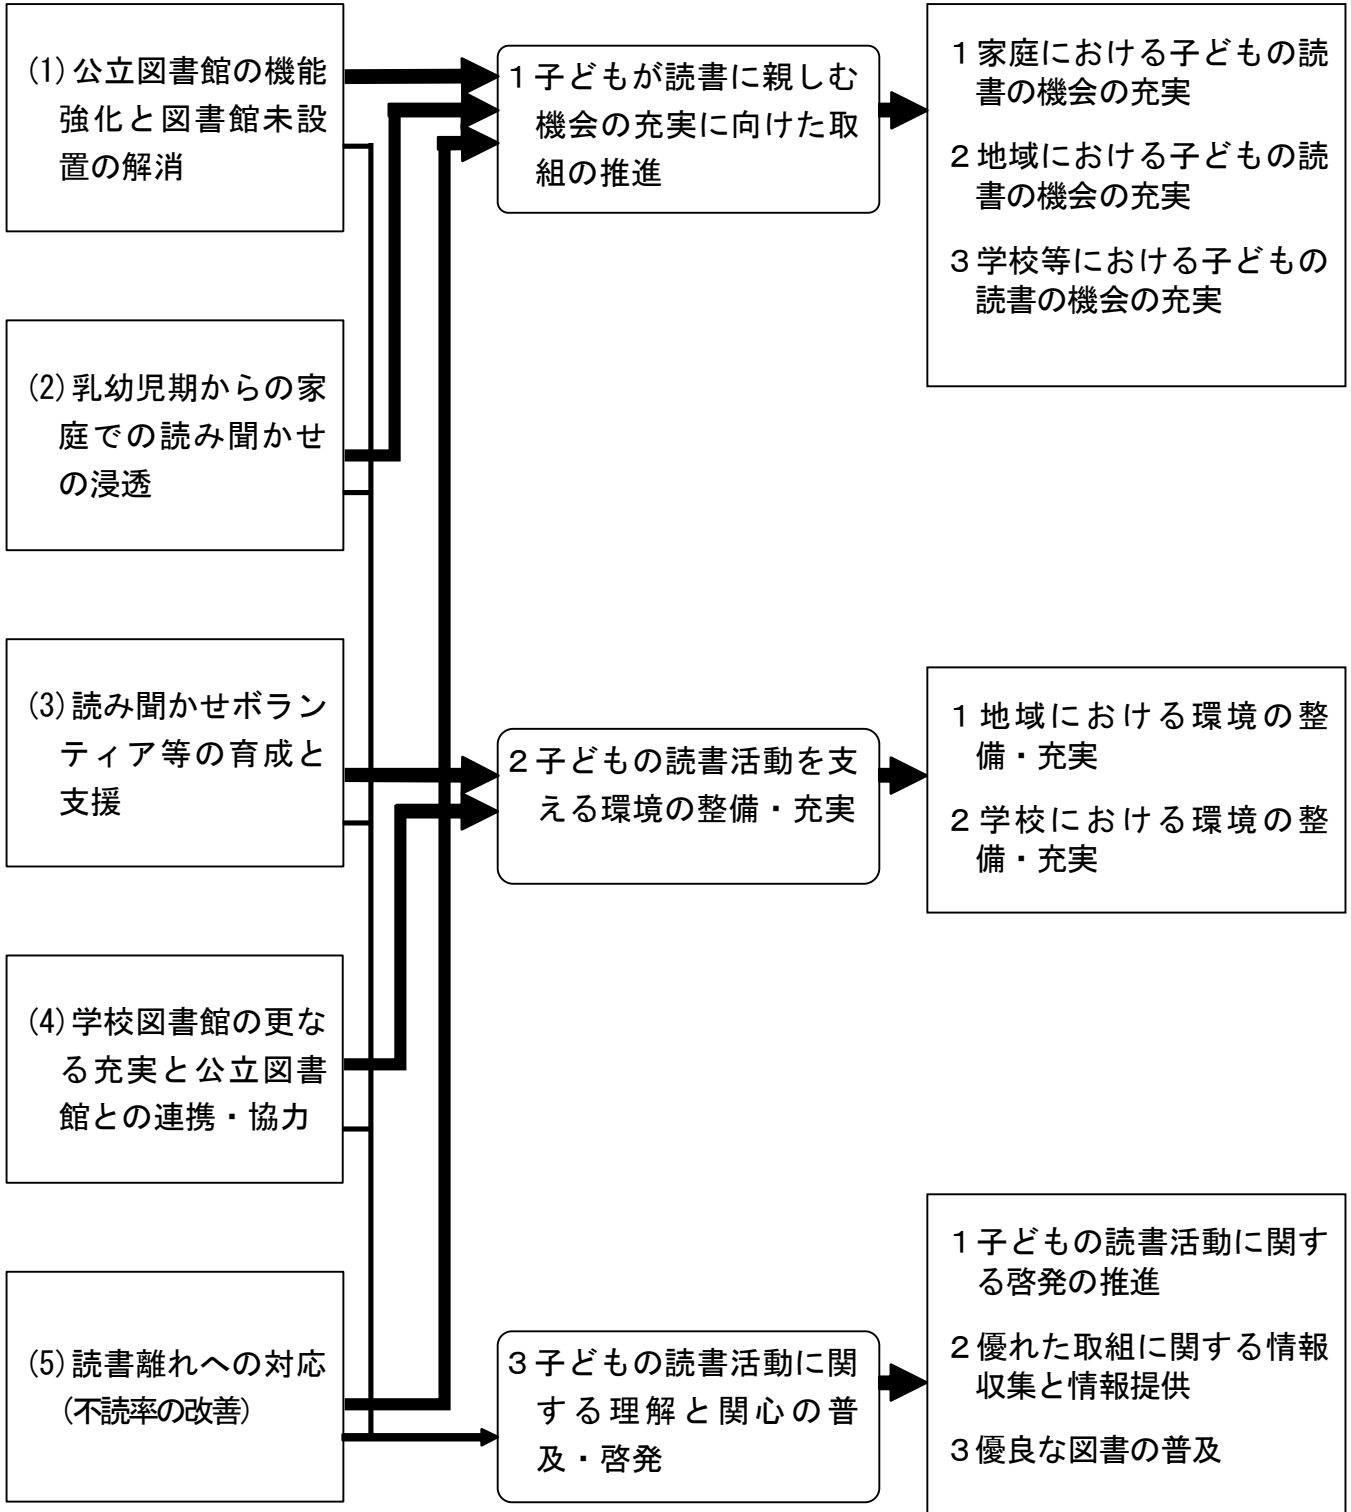 (1)公立図書館の機能
強化と図書館未設
置の解消
(2)乳幼児期からの家
庭での読み聞かせ
の浸透
(3)読み聞かせボラン
ティア等の育成と
支援
(4)学校図書館の更な
る充実と公立図書
館との連携・協力
(5)読書離れへの対応
(不読率の改善)
1子どもが読書に親しむ
機会の充実に向けた取
組の推進
2子どもの読書活動を支
える環境の整備・充実
3子どもの読書活動に関
する理解と関心の普
及・啓発
1家庭における子どもの読
書の機会の充実
2地域における子どもの読
書の機会の充実
3学校等における子どもの
読書の機会の充実
1地域における環境の整
備・充実
2学校における環境の整
備・充実
1子どもの読書活動に関す
る啓発の推進
2優れた取組に関する情報
収集と情報提供
3優良な図書の普及